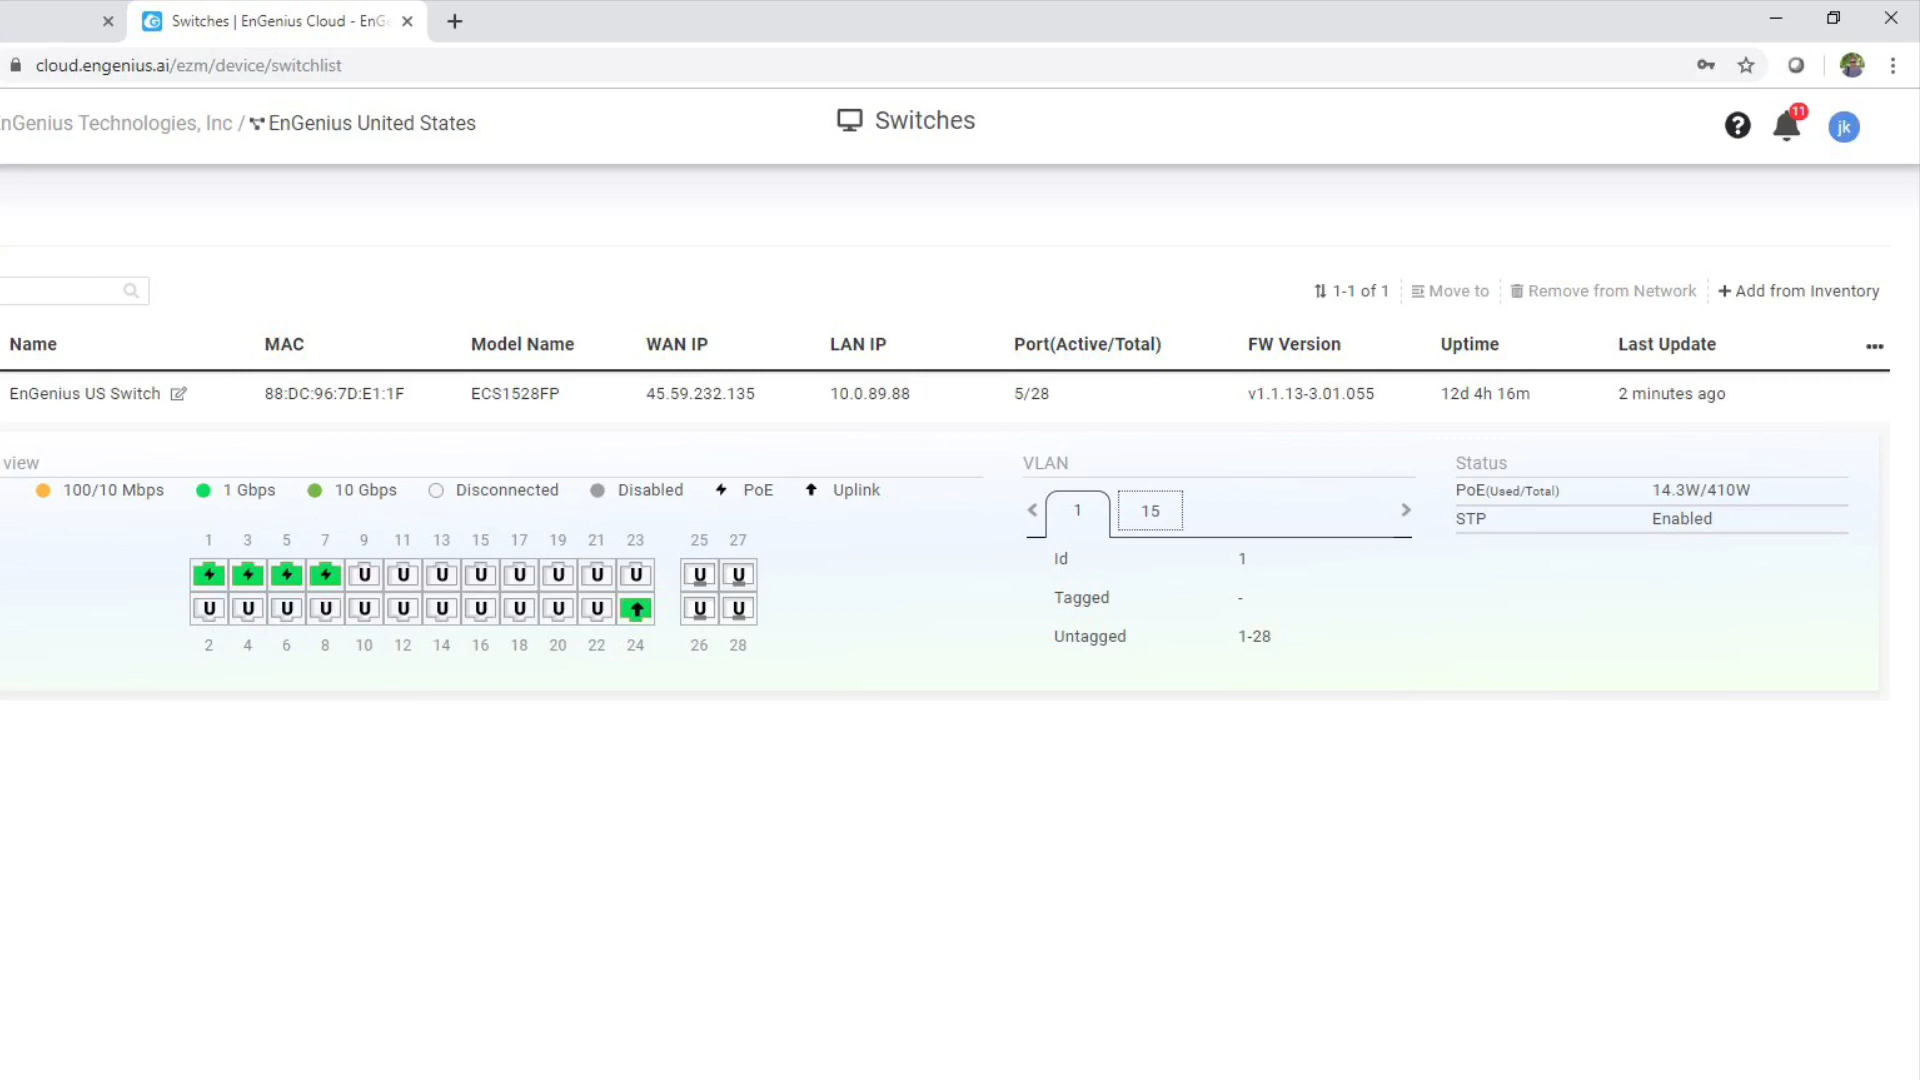 Switches | EnGenius Cloud - EnG
cloud.engenius.ai/ezm/device/switchlist
nGenius Technologies, Inc / EnGenius United States
Switches
11
jk
1-1 of 1
Move to
Remove from Network
+ Add from Inventory
Name MAC Model Name WAN IP LAN IP Port(Active/Total) FW Version Uptime Last Update
EnGenius US Switch 88:DC:96:7D:E1:1F ECS1528FP 45.59.232.135 10.0.89.88 5/28 v1.1.13-3.01.055 12d 4h 16m 2 minutes ago
view
100/10 Mbps 1 Gbps 10 Gbps Disconnected Disabled PoE Uplink
1 3 5 7 9 11 13 15 17 19 21 23 25 27
U U U U U U U U U U
U U U U U U U U U U U U U
2 4 6 8 10 12 14 16 18 20 22 24 26 28
VLAN
1 15
Id 1
Tagged -
Untagged 1-28
Status
PoE(Used/Total) 14.3W/410W
STP Enabled